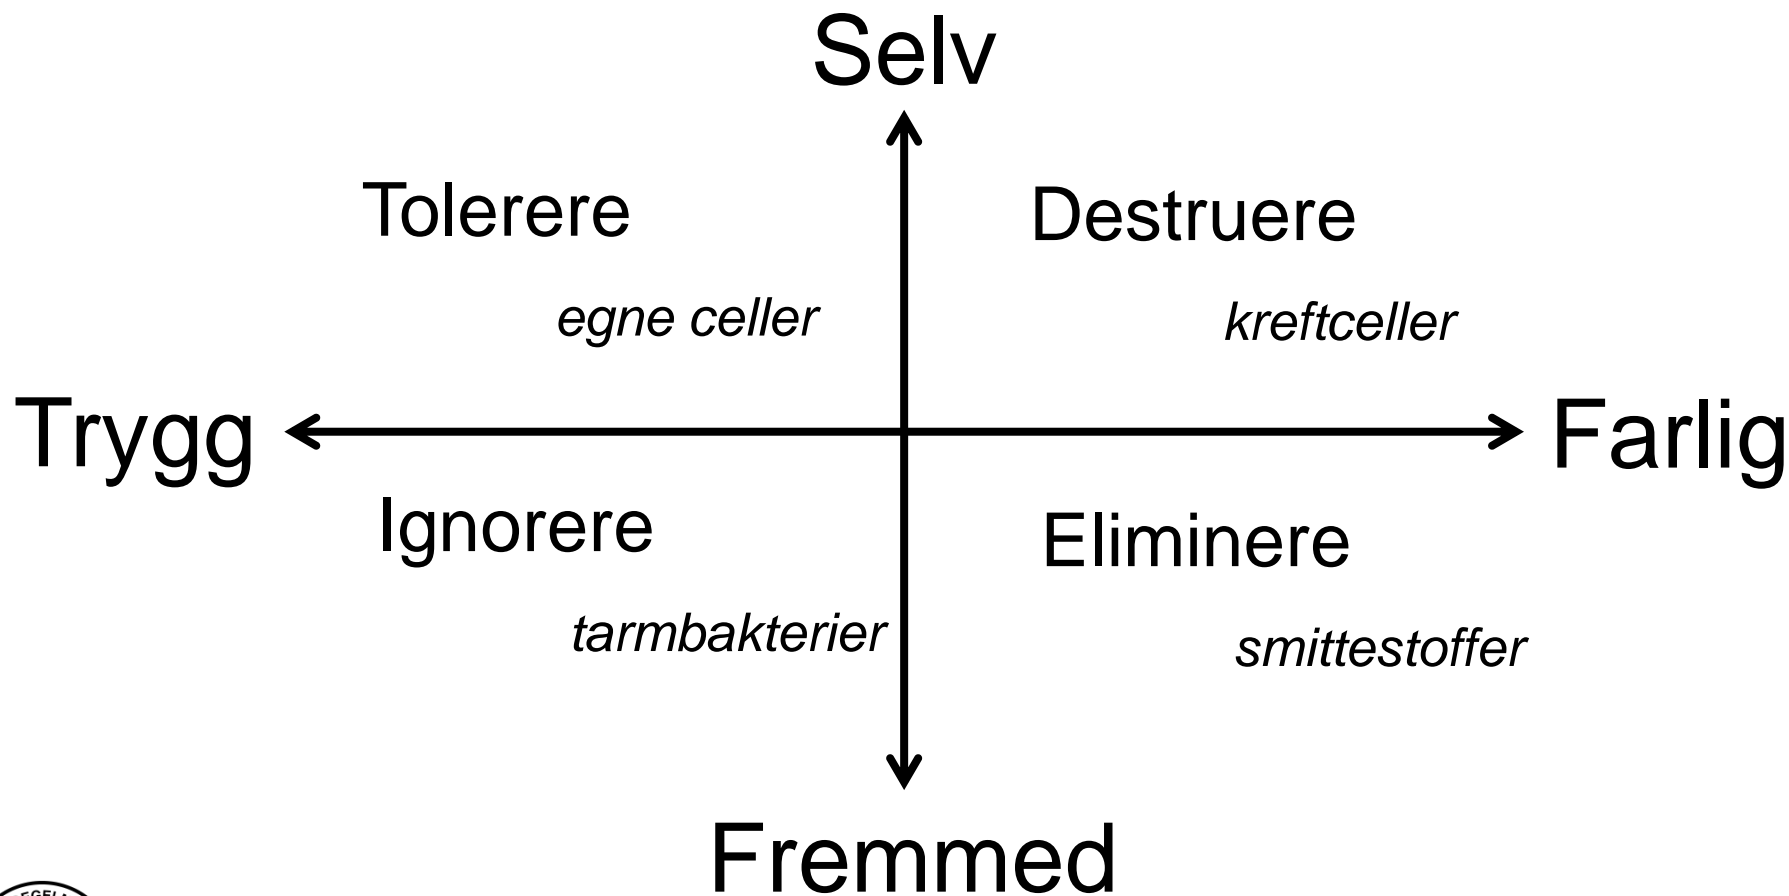 Selv
Tolerere
Destruere
egne celler
kreftceller
Trygg
Farlig
Ignorere
Eliminere
tarmbakterier
smittestoffer
Fremmed